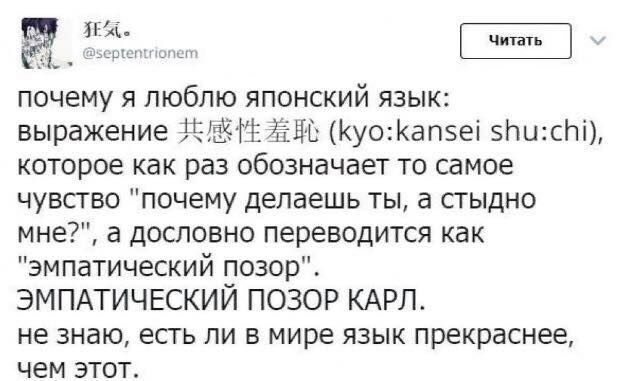 狂気。
@septentrionem
Читать
почему я люблю японский язык:
выражение 共感性羞恥 (kyo:kansei shu:chi),
которое как раз обозначает то самое
чувство "почему делаешь ты, а стыдно
мне?", а дословно переводится как
"эмпатический позор".
ЭМПАТИЧЕСКИЙ ПОЗОР КАРЛ.
не знаю, есть ли в мире язык прекраснее,
чем этот.